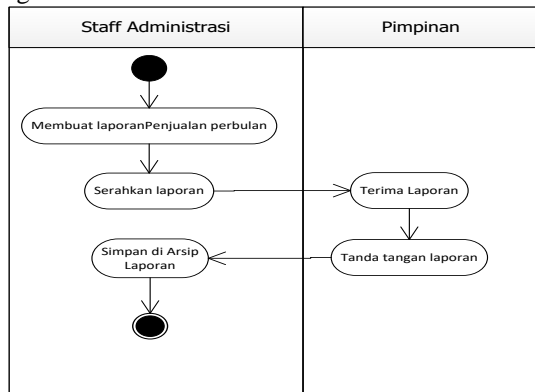 Staff Administrasi
Pimpinan
Membuat laporanPenjualan perbulan
Serahkan laporan
Terima Laporan
Simpan di Arsip
Laporan
Tanda tangan laporan